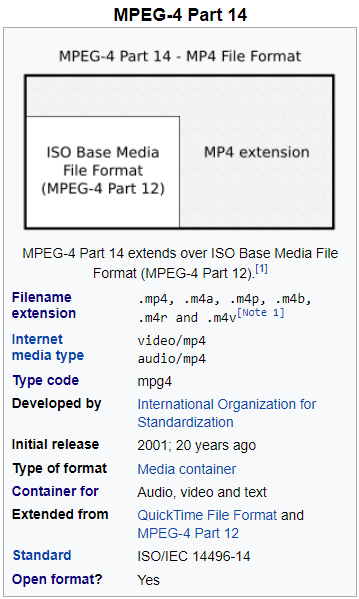 MPEG-4 Part 14
MPEG-4 Part 14 - MP4 File Format
ISO Base Media
File Format
(MPEG-4 Part 12)
MP4 extension
MPEG-4 Part 14 extends over ISO Base Media File
Format (MPEG-4 Part 12).[1]
Filename extension .mp4, .m4a, .m4p, .m4b,
.m4r and .m4v[Note 1]
Internet media type video/mp4
audio/mp4
Type code mpg4
Developed by International Organization for
Standardization
Initial release 2001; 20 years ago
Type of format Media container
Container for Audio, video and text
Extended from QuickTime File Format and
MPEG-4 Part 12
Standard ISO/IEC 14496-14
Open format? Yes